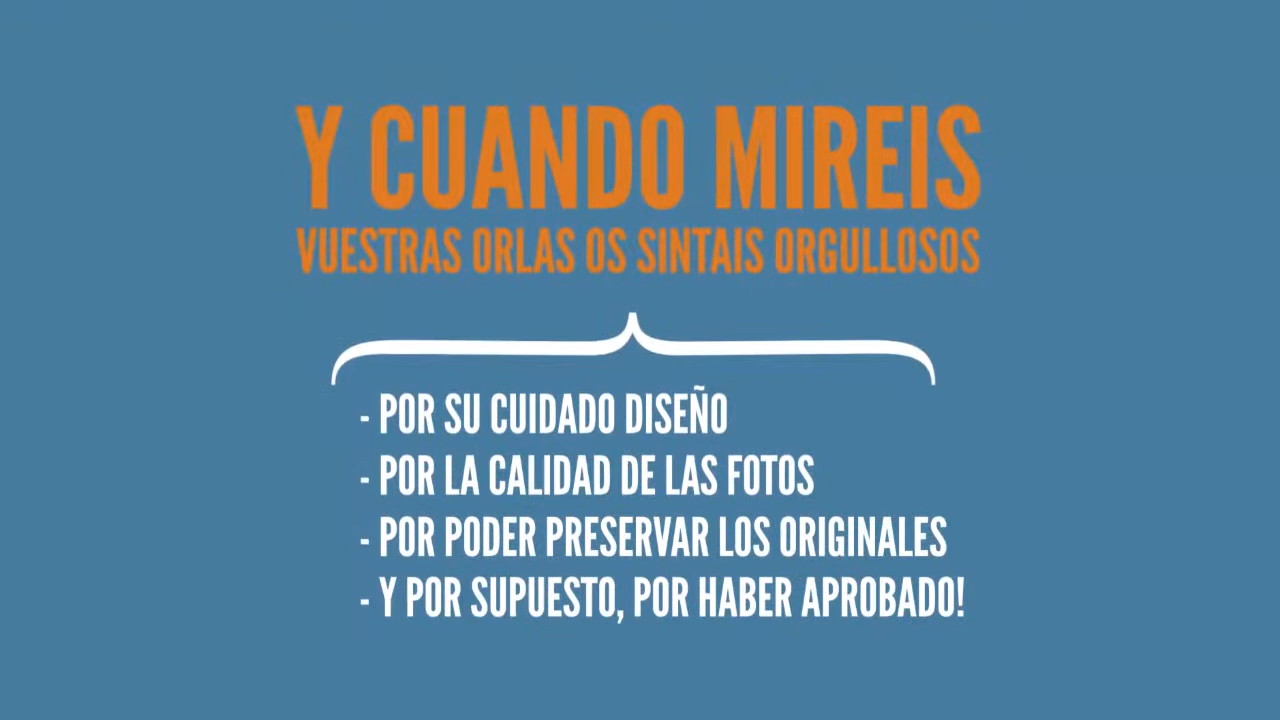 Y CUANDO MIREIS
VUESTRAS ORLAS OS SINTAIS ORGULLOSOS
- POR SU CUIDADO DISEÑO
- POR LA CALIDAD DE LAS FOTOS
- POR PODER PRESERVAR LOS ORIGINALES
- Y POR SUPUESTO, POR HABER APROBADO!